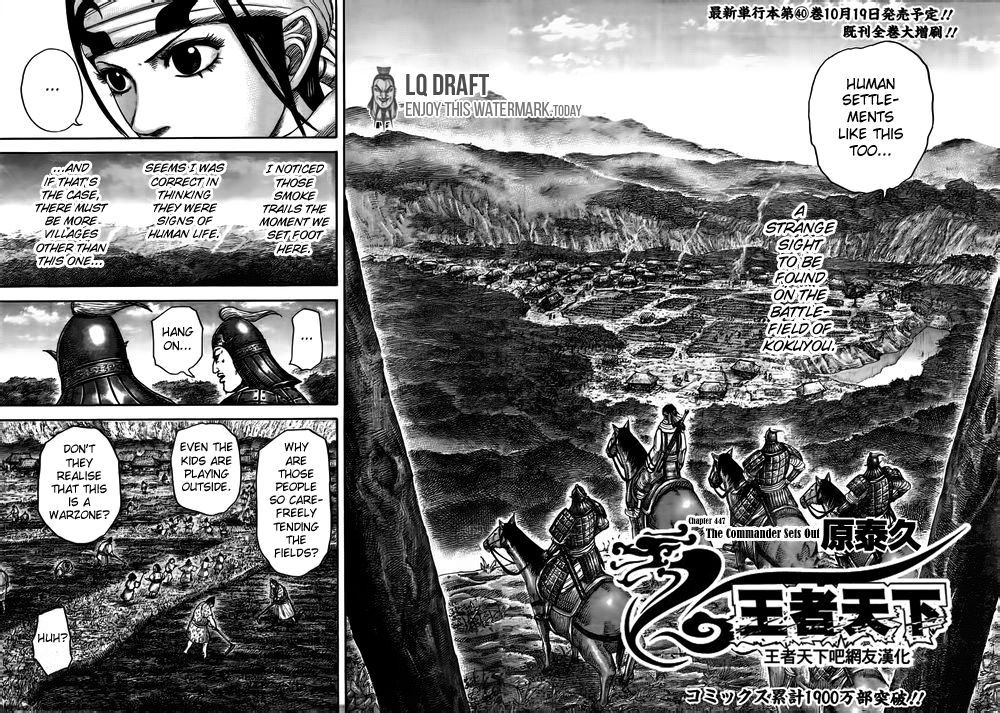 最新単行本第㊵巻10月19日発売予定!!
既刊全巻大増刷!!
HUMAN
SETTLE-
MENTS
LIKE THIS
TOO...
A
STRANGE
SIGHT
TO BE
FOUND
ON THE
BATTLE-
FIELD OF
KOKUYOU.
LQ DRAFT
ENJOY THIS WATERMARK.TODAY
Chapter 447
The Commander Sets Out
原泰久
王者天下
王者天下吧網友漢化
コミックス累計1900万部突破!!
...
I NOTICED
THOSE
SMOKE
TRAILS THE
MOMENT WE
SET FOOT
HERE.
SEEMS I WAS
CORRECT IN
THINKING
THEY WERE
SIGNS OF
HUMAN LIFE.
...AND
IF THAT'S
THE CASE,
THERE MUST
BE MORE
VILLAGES
OTHER THAN
THIS ONE...
...
HANG
ON...
WHY ARE
THOSE
PEOPLE
SO CARE-
FREELY
TENDING
THE
FIELDS?
EVEN THE
KIDS ARE
PLAYING
OUTSIDE.
DON'T
THEY
REALISE
THAT THIS
IS A
WARZONE?
HUH?